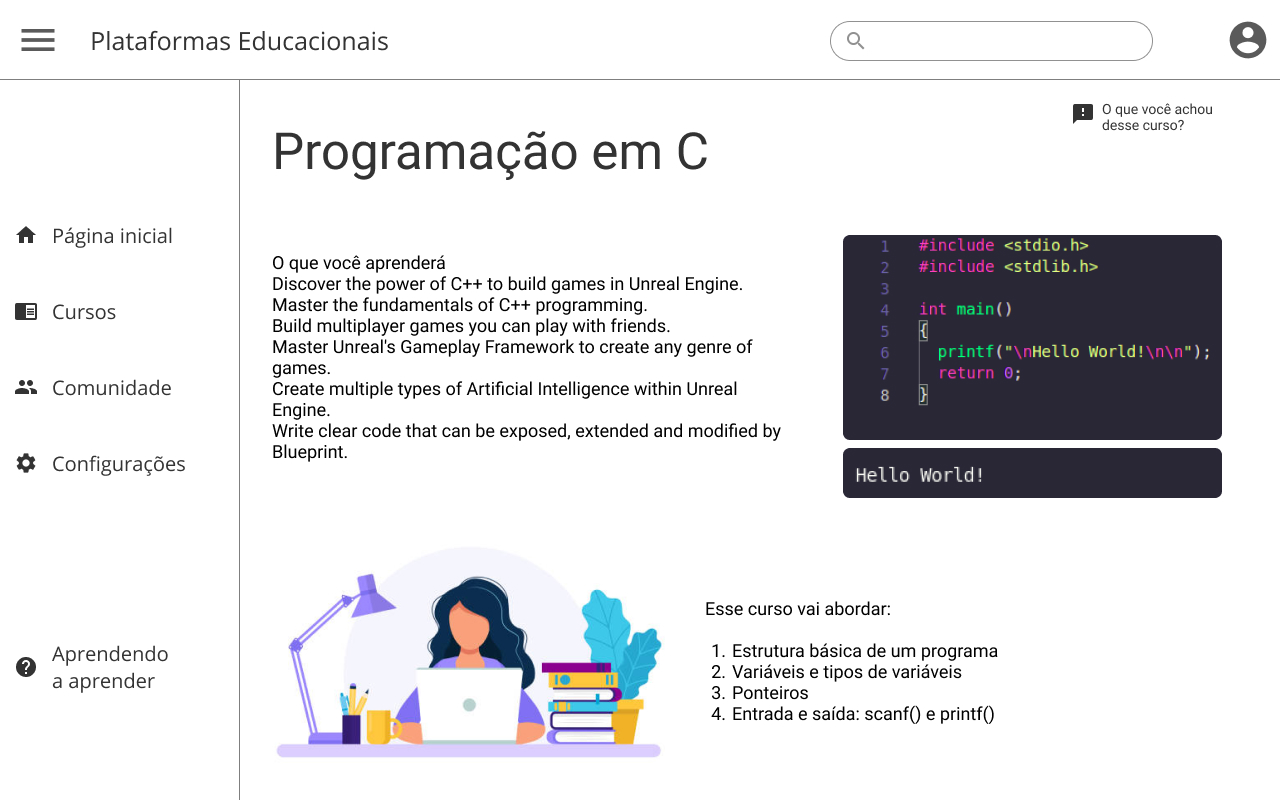 Plataformas Educacionais
O que você achou
desse curso?
Programação em C
Página inicial
Cursos
Comunidade
Configurações
Aprendendo
a aprender
O que você aprenderá
Discover the power of C++ to build games in Unreal Engine.
Master the fundamentals of C++ programming.
Build multiplayer games you can play with friends.
Master Unreal's Gameplay Framework to create any genre of
games.
Create multiple types of Artificial Intelligence within Unreal
Engine.
Write clear code that can be exposed, extended and modified by
Blueprint.
1 #include <stdio.h>
2 #include <stdlib.h>
3
4 int main()
5 {
6 printf("\nHello World!\n\n");
7 return 0;
8 }
Hello World!
Esse curso vai abordar:
1. Estrutura básica de um programa
2. Variáveis e tipos de variáveis
3. Ponteiros
4. Entrada e saída: scanf() e printf()